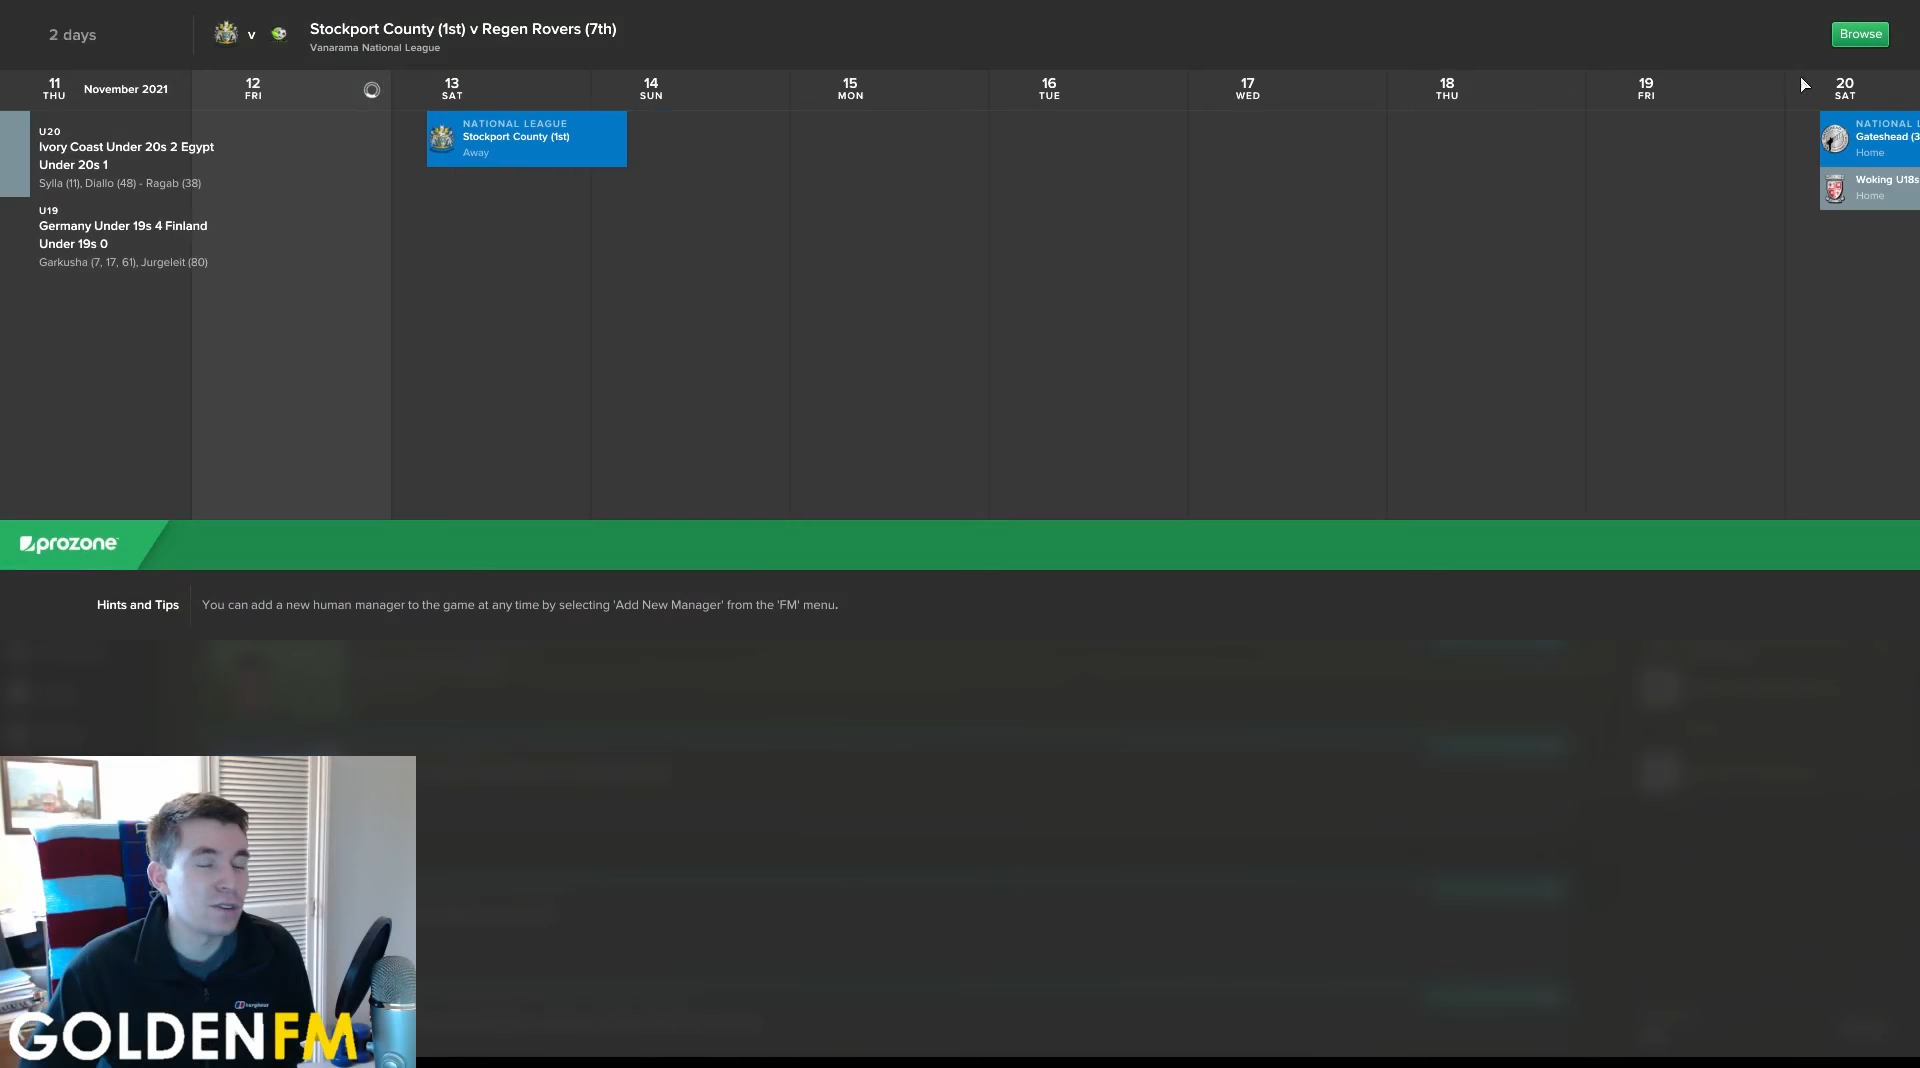 2 days
v
Stockport County (1st) v Regen Rovers (7th)
Vanarama National League
Browse
11
THU
November 2021
12
FRI
13
SAT
14
SUN
15
MON
16
TUE
17
WED
18
THU
19
FRI
20
SAT
U20
Ivory Coast Under 20s 2 Egypt
Under 20s 1
Sylla (11), Diallo (48) - Ragab (38)
U19
Germany Under 19s 4 Finland
Under 19s 0
Garkusha (7, 17, 61), Jurgeleit (80)
NATIONAL LEAGUE
Stockport County (1st)
Away
NATIONAL L
Gateshead (3
Home
Woking U18s
Home
prozone
Hints and Tips
You can add a new human manager to the game at any time by selecting 'Add New Manager' from the 'FM' menu.
berghaus
GOLDENFM